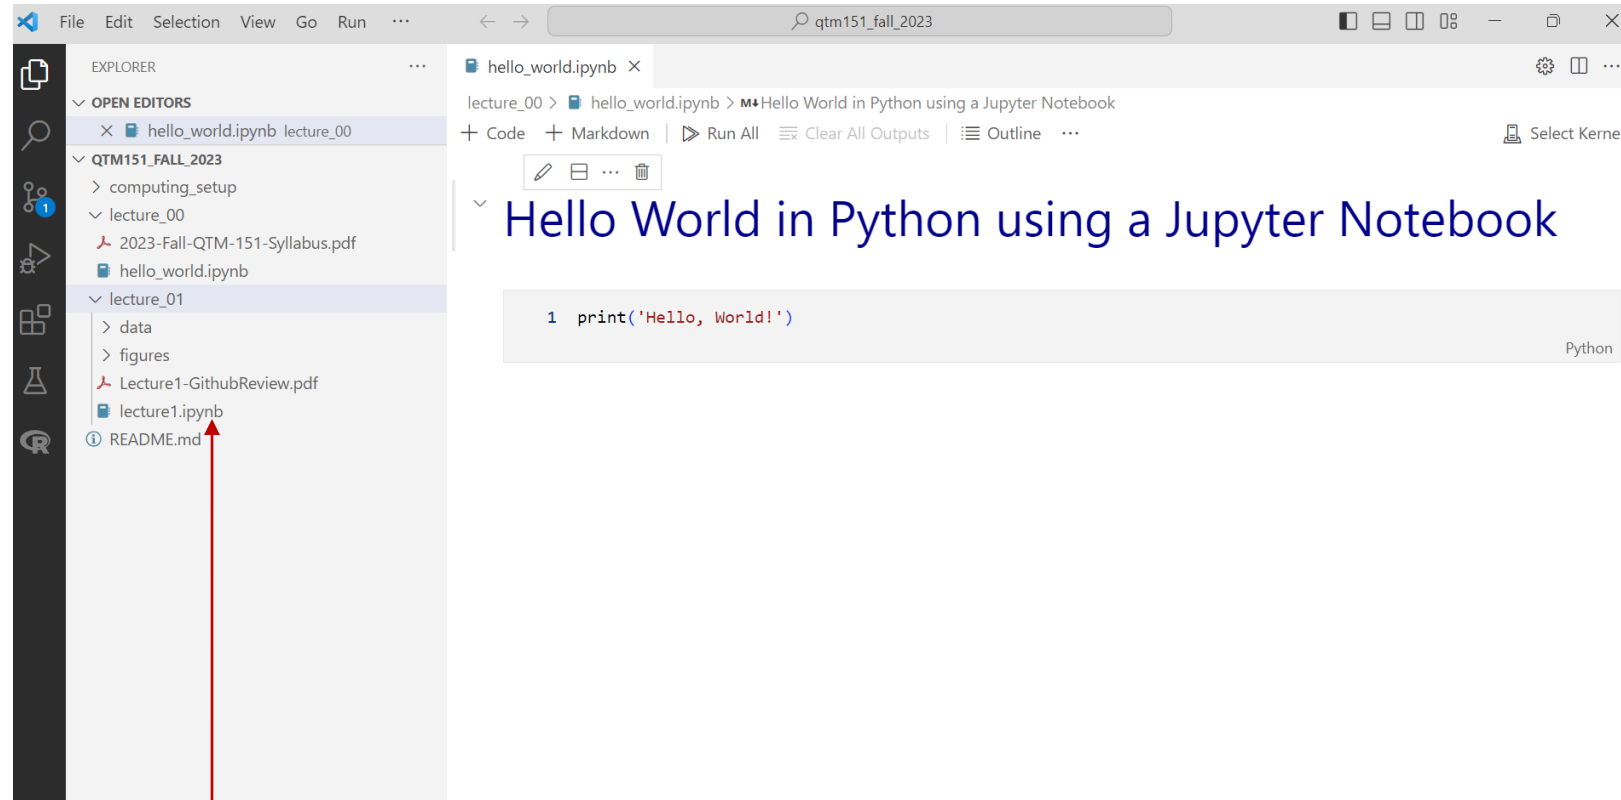 File Edit Selection View Go Run ···
qtm151_fall_2023
EXPLORER ···
OPEN EDITORS
hello_world.ipynb lecture_00
QTM151_FALL_2023
computing_setup
lecture_00
2023-Fall-QTM-151-Syllabus.pdf
hello_world.ipynb
lecture_01
data
figures
Lecture1-GithubReview.pdf
lecture1.ipynb
README.md
1
hello_world.ipynb
lecture_00 > hello_world.ipynb > M↓Hello World in Python using a Jupyter Notebook
+ Code + Markdown | Run All Clear All Outputs | Outline ··· Select Kerne
Hello World in Python using a Jupyter Notebook
1 print('Hello, World!')
Python